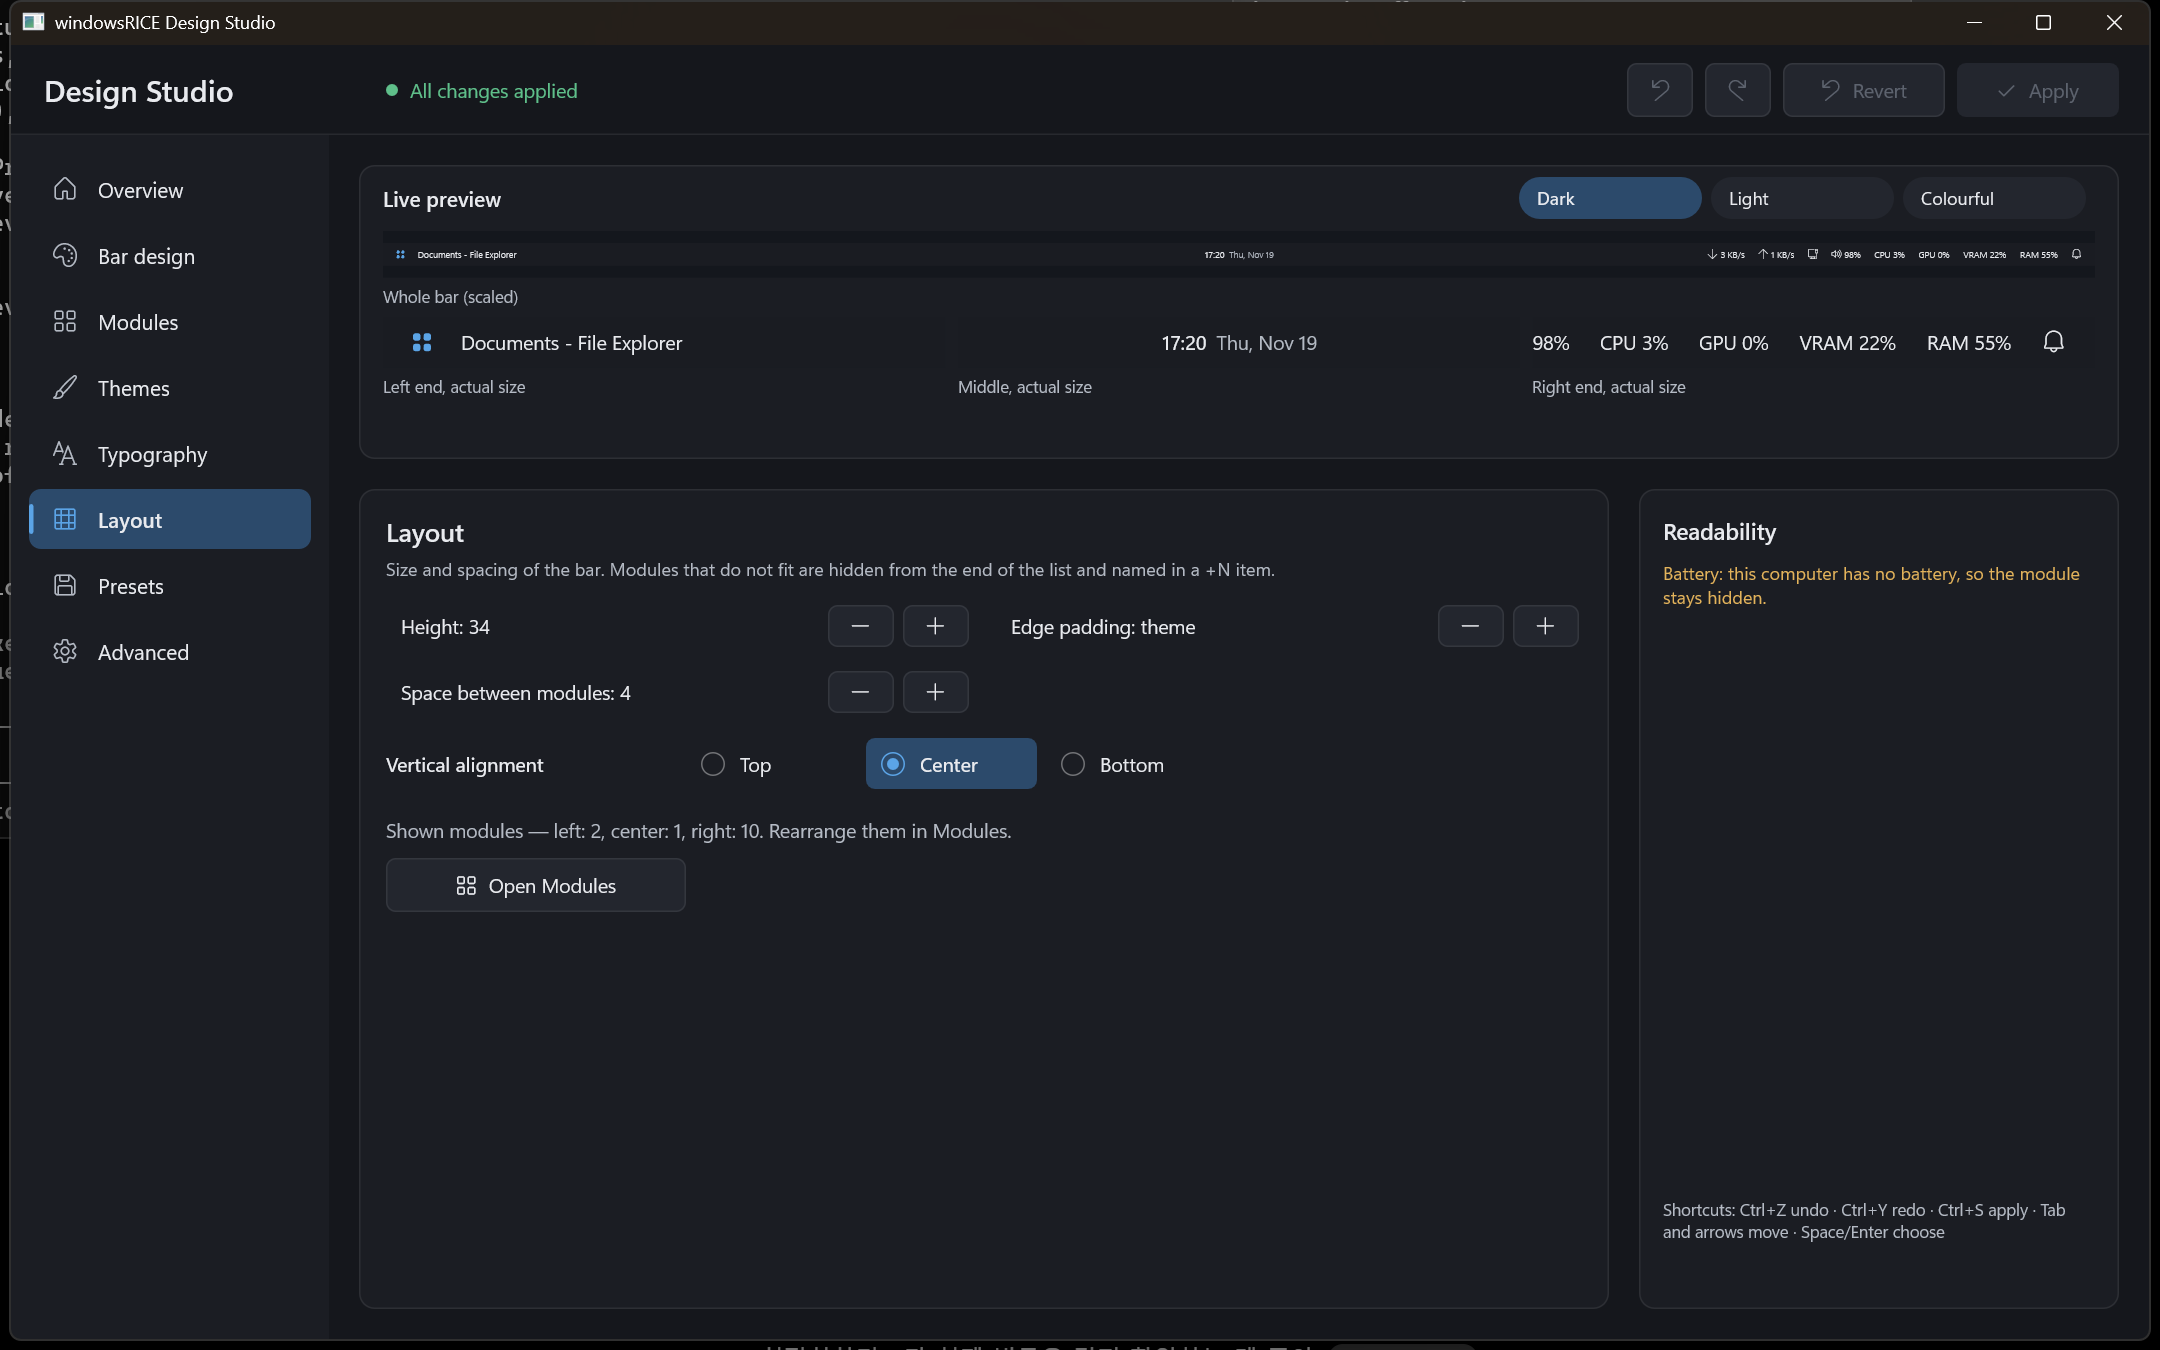 windowsRICE Design Studio
Design Studio
All changes applied
Revert
Apply
Overview
Bar design
Modules
Themes
Typography
Layout
Presets
Advanced
Live preview
Dark
Light
Colourful
Documents - File Explorer
17:20 Thu, Nov 19
3 KB/s 1 KB/s 98% CPU 3% GPU 0% VRAM 22% RAM 55%
Whole bar (scaled)
Documents - File Explorer
17:20 Thu, Nov 19
98% CPU 3% GPU 0% VRAM 22% RAM 55%
Left end, actual size
Middle, actual size
Right end, actual size
Layout
Size and spacing of the bar. Modules that do not fit are hidden from the end of the list and named in a +N item.
Height: 34
Edge padding: theme
Space between modules: 4
Vertical alignment
Top
Center
Bottom
Shown modules — left: 2, center: 1, right: 10. Rearrange them in Modules.
Open Modules
Readability
Battery: this computer has no battery, so the module
stays hidden.
Shortcuts: Ctrl+Z undo · Ctrl+Y redo · Ctrl+S apply · Tab
and arrows move · Space/Enter choose